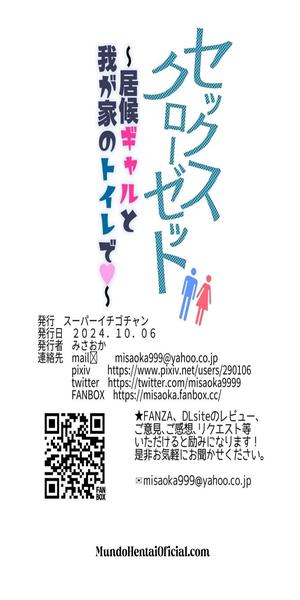 セックス
クローゼット
〜居候ギャルと
我が家のトイレで♥〜
発行 スーパーイチゴチャン
発行日 2024.10.06
発行者 みさおか
連絡先 mail☒ misaoka999@yahoo.co.jp
pixiv https://www.pixiv.net/users/290106
twitter https://twitter.com/misaoka9999
FANBOX https://misaoka.fanbox.cc/
FAN
BOX
★FANZA、DLsiteのレビュー、
ご意見、ご感想、リクエスト等
いただけると励みになります!
是非お気軽にお聞かせください。
✉misaoka999@yahoo.co.jp
MundoHentaiOficial.com